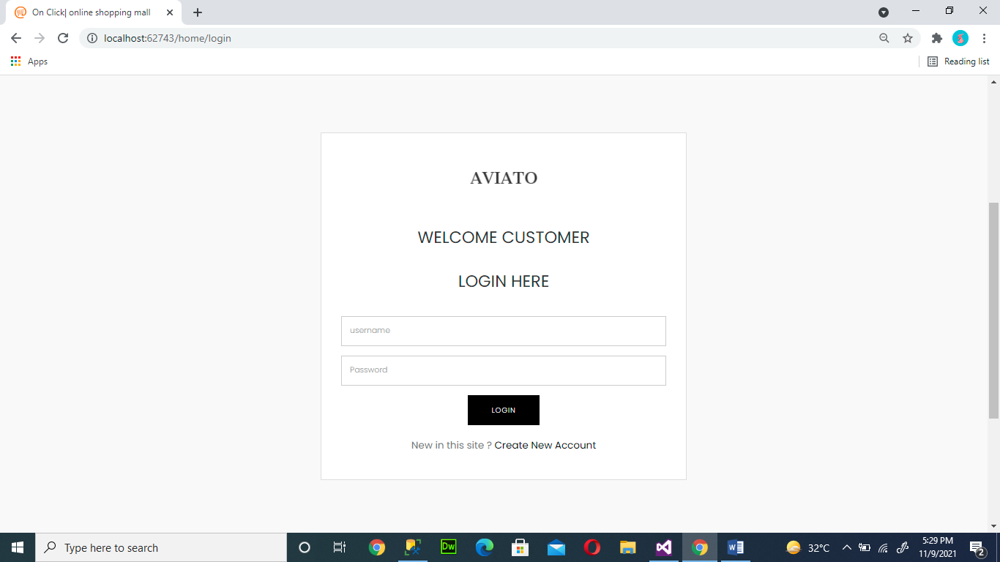 On Click| online shopping mall
localhost:62743/home/login
Apps
Reading list
AVIATO
WELCOME CUSTOMER
LOGIN HERE
username
Password
LOGIN
New in this site ? Create New Account
Type here to search
Dw
32°C
5:29 PM
11/9/2021
2